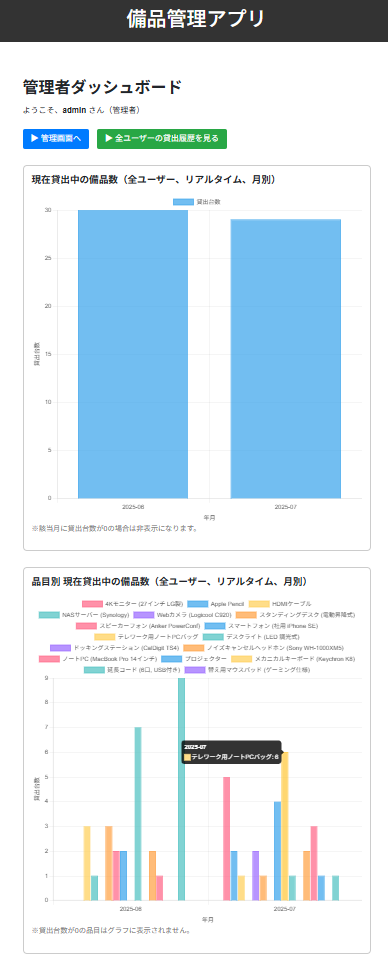 備品管理アプリ
管理者ダッシュボード
ようこそ、admin さん（管理者）
▶ 管理画面へ ▶ 全ユーザーの貸出履歴を見る
現在貸出中の備品数（全ユーザー、リアルタイム、月別）
貸出台数
30
25
20
15
10
5
0
貸出台数
2025-06 2025-07
年月
※該当月に貸出台数が0の場合は非表示になります。
品目別 現在貸出中の備品数（全ユーザー、リアルタイム、月別）
4Kモニター (27インチ LG製) Apple Pencil HDMIケーブル
NASサーバー (Synology) Webカメラ (Logicool C920) スタンディングデスク (電動昇降式)
スピーカーフォン (Anker PowerConf) スマートフォン (社用 iPhone SE)
テレワーク用ノートPCバッグ デスクライト (LED 調光式)
ドッキングステーション (CalDigit TS4) ノイズキャンセルヘッドホン (Sony WH-1000XM5)
ノートPC (MacBook Pro 14インチ) プロジェクター メカニカルキーボード (Keychron K6)
延長コード (6口, USB付き) 替え用マウスパッド (ゲーミング仕様)
9
8
7
6
5
4
3
2
1
0
貸出台数
2025-07
テレワーク用ノートPCバッグ: 6
2025-06 2025-07
年月
※貸出台数が0の品目はグラフに表示されません。